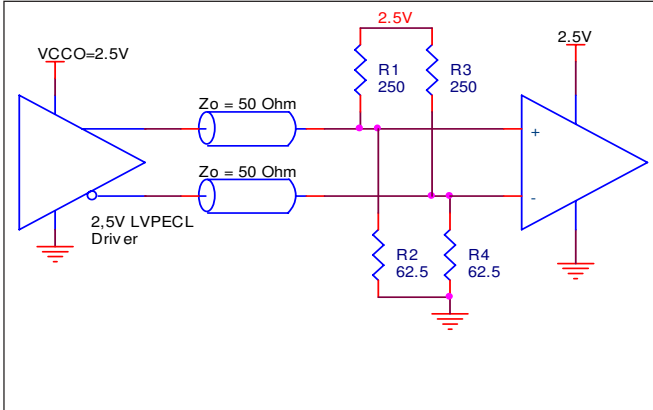 2.5V
VCCO=2.5V
2.5V
R1
250
R3
250
Zo = 50 Ohm
+
Zo = 50 Ohm
-
2,5V LVPECL
Driver
R2
62.5
R4
62.5